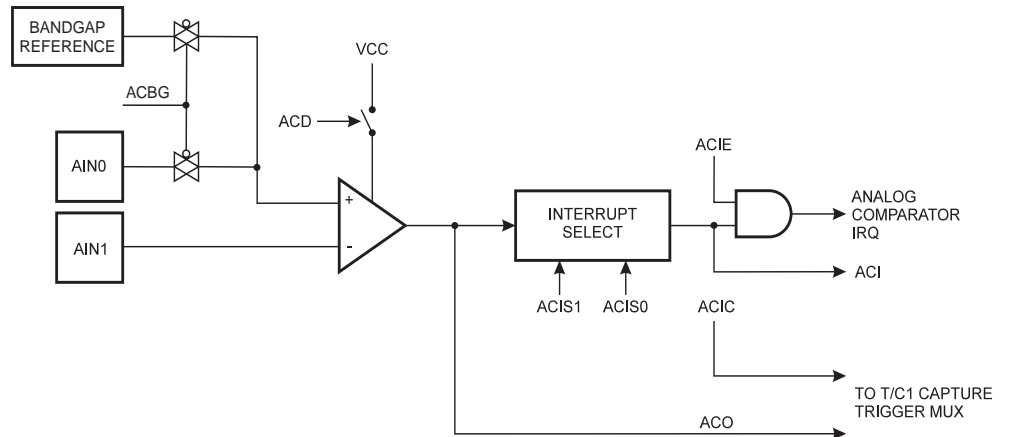 BANDGAP
REFERENCE
VCC
ACBG
ACD
AIN0
ACIE
+
INTERRUPT
SELECT
ANALOG
COMPARATOR
IRQ
AIN1
-
ACI
ACIS1
ACIS0
ACIC
TO T/C1 CAPTURE
TRIGGER MUX
ACO